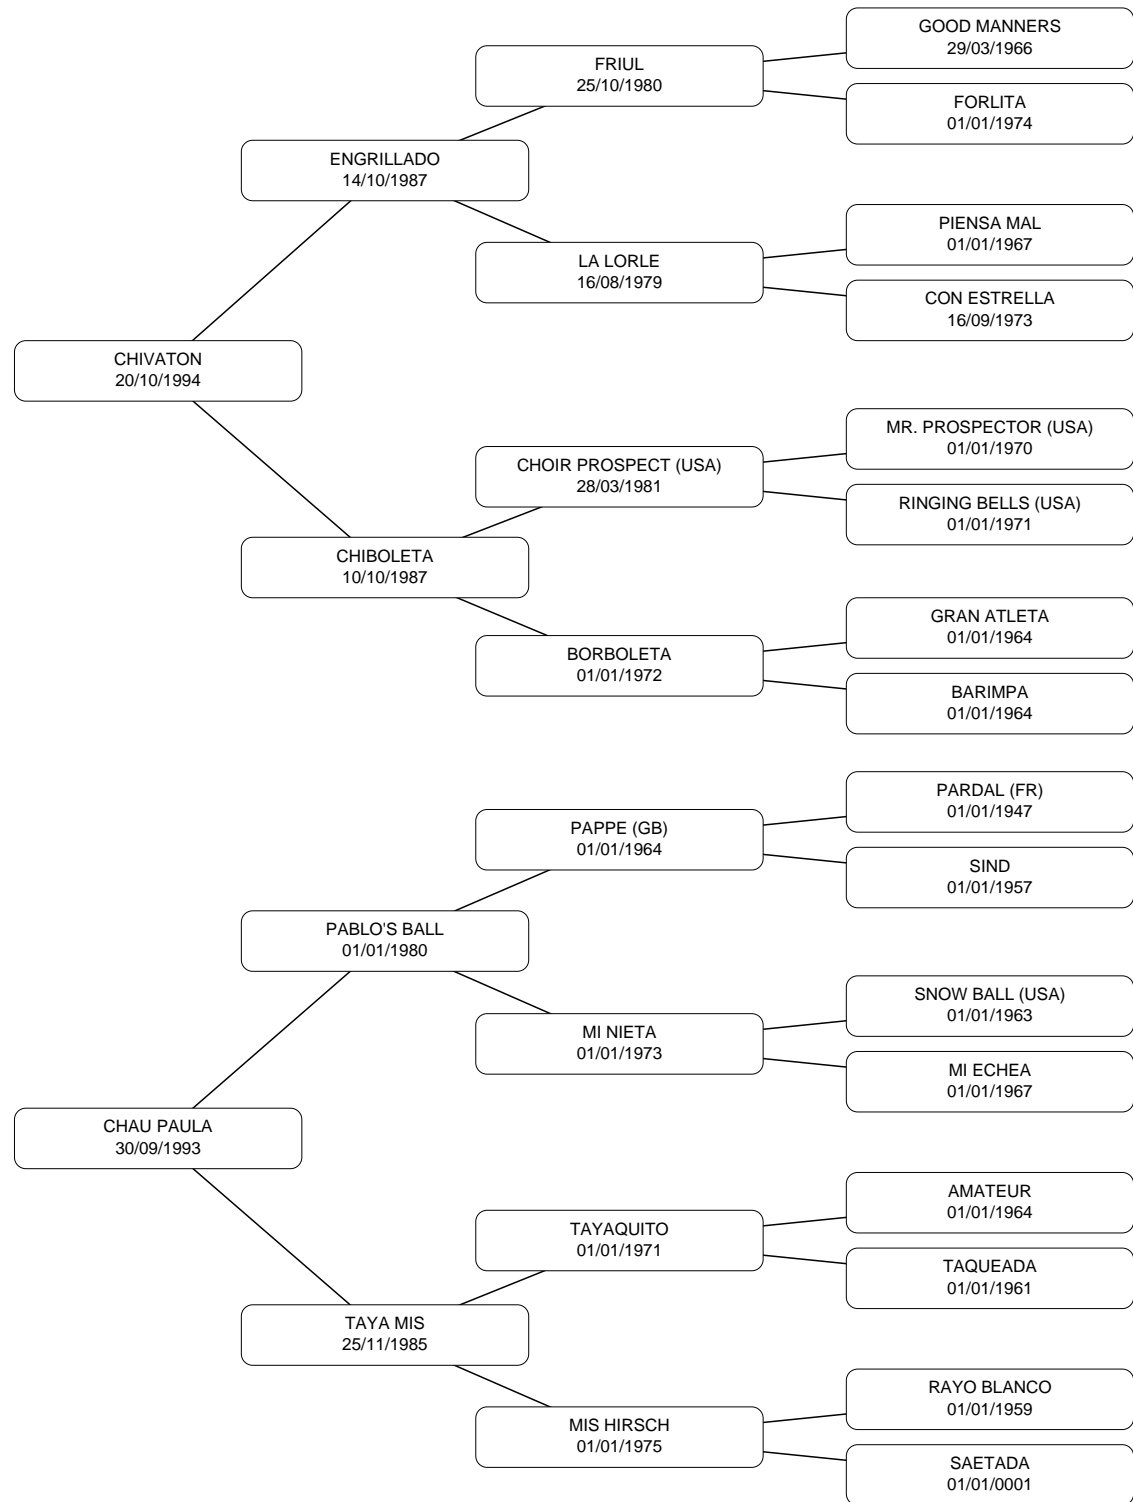 GOOD MANNERS
29/03/1966
FRIUL
25/10/1980
FORLITA
01/01/1974
ENGRILLADO
14/10/1987
PIENSA MAL
01/01/1967
LA LORLE
16/08/1979
CON ESTRELLA
16/09/1973
CHIVATON
20/10/1994
MR. PROSPECTOR (USA)
01/01/1970
CHOIR PROSPECT (USA)
28/03/1981
RINGING BELLS (USA)
01/01/1971
CHIBOLETA
10/10/1987
GRAN ATLETA
01/01/1964
BORBOLETA
01/01/1972
BARIMPA
01/01/1964
PARDAL (FR)
01/01/1947
PAPPE (GB)
01/01/1964
SIND
01/01/1957
PABLO'S BALL
01/01/1980
SNOW BALL (USA)
01/01/1963
MI NIETA
01/01/1973
MI ECHEA
01/01/1967
CHAU PAULA
30/09/1993
AMATEUR
01/01/1964
TAYAQUITO
01/01/1971
TAQUEADA
01/01/1961
TAYA MIS
25/11/1985
RAYO BLANCO
01/01/1959
MIS HIRSCH
01/01/1975
SAETADA
01/01/0001